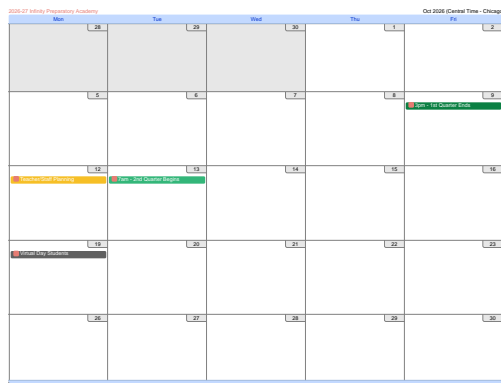 2026-27 Infinity Preparatory Academy
Oct 2026 (Central Time - Chicago
Mon Tue Wed Thu Fri
28 29 30 1 2
5 6 7 8 9
3pm - 1st Quarter Ends
12 13 14 15 16
Teacher/Staff Planning
7am - 2nd Quarter Begins
19 20 21 22 23
Virtual Day Students
26 27 28 29 30